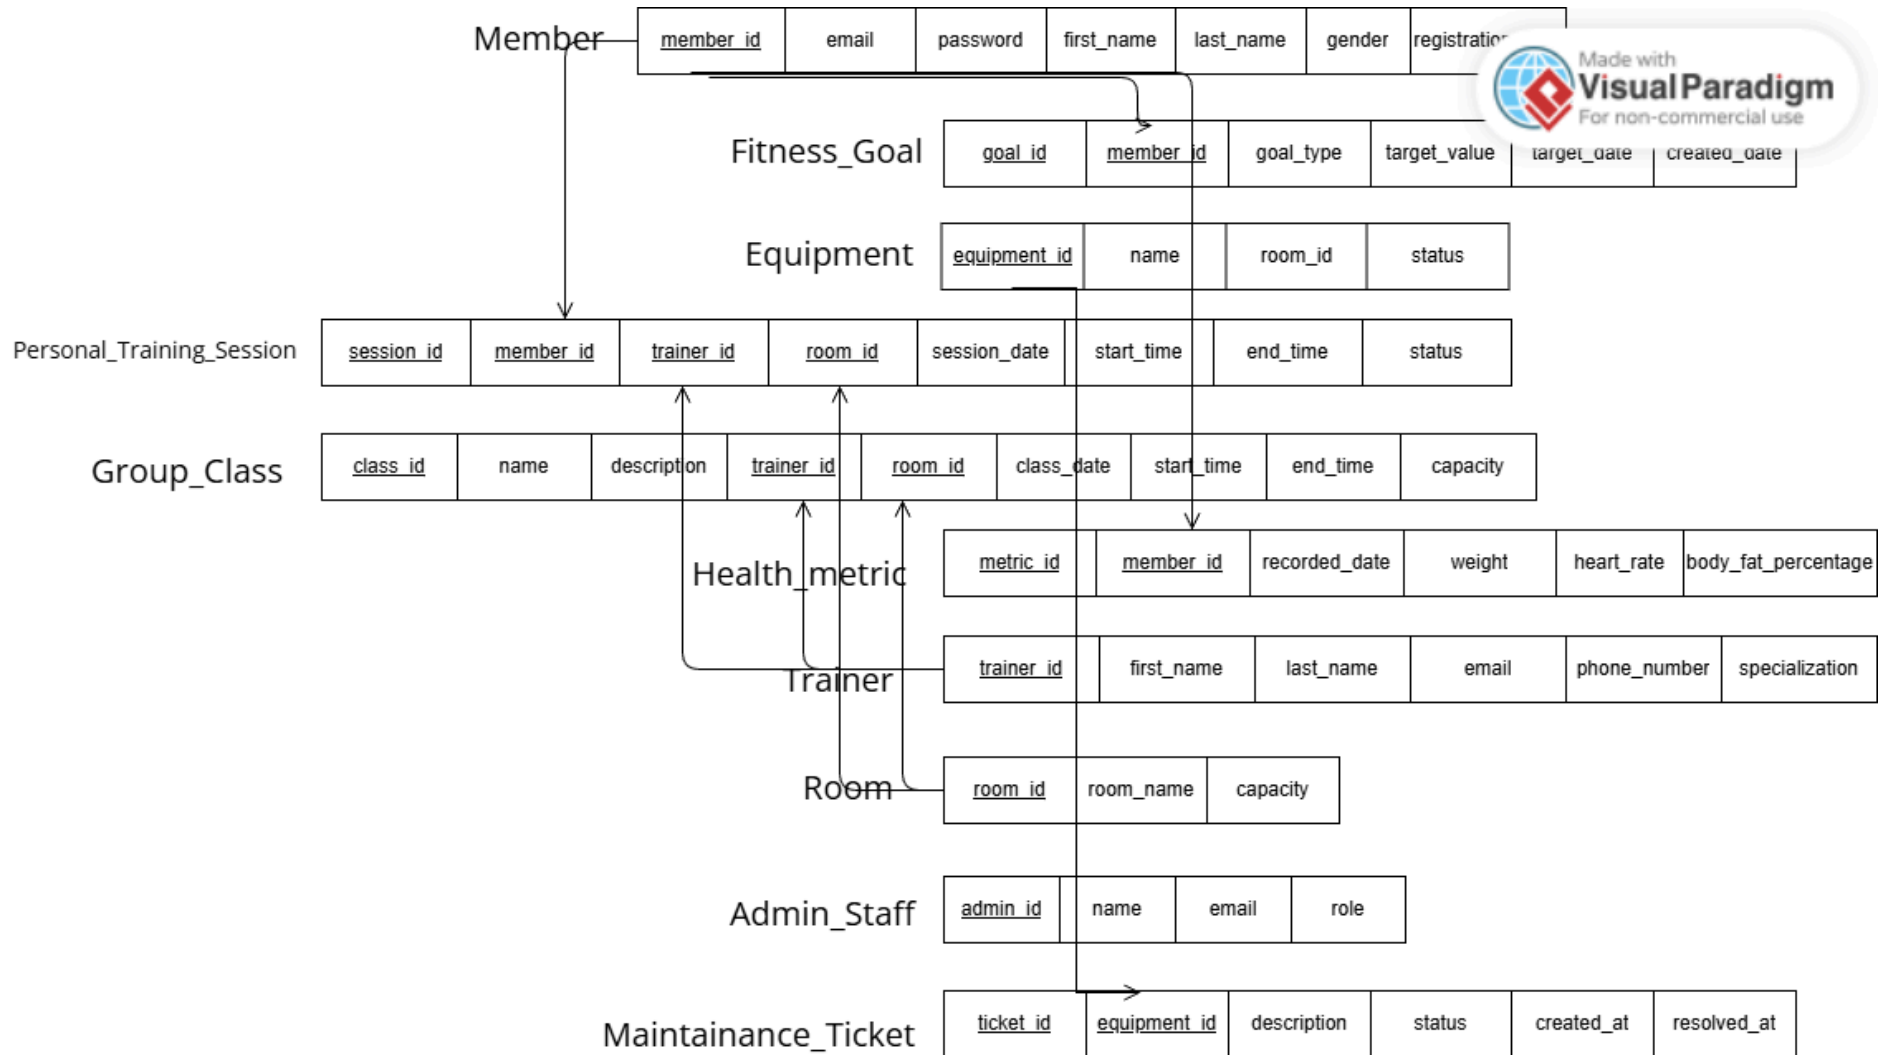 Member member_id email password first_name last_name gender
Made with
Visual Paradigm
For non-commercial use
Fitness_Goal goal_id member_id goal_type target_value target_date created_date
Equipment equipment_id name room_id status
Personal_Training_Session session_id member_id trainer_id room_id session_date start_time end_time status
Group_Class class_id name description trainer_id room_id class_date start_time end_time capacity
Health_metric metric_id member_id recorded_date weight heart_rate body_fat_percentage
Trainer trainer_id first_name last_name email phone_number specialization
Room room_id room_name capacity
Admin_Staff admin_id name email role
Maintainance_Ticket ticket_id equipment_id description status created_at resolved_at